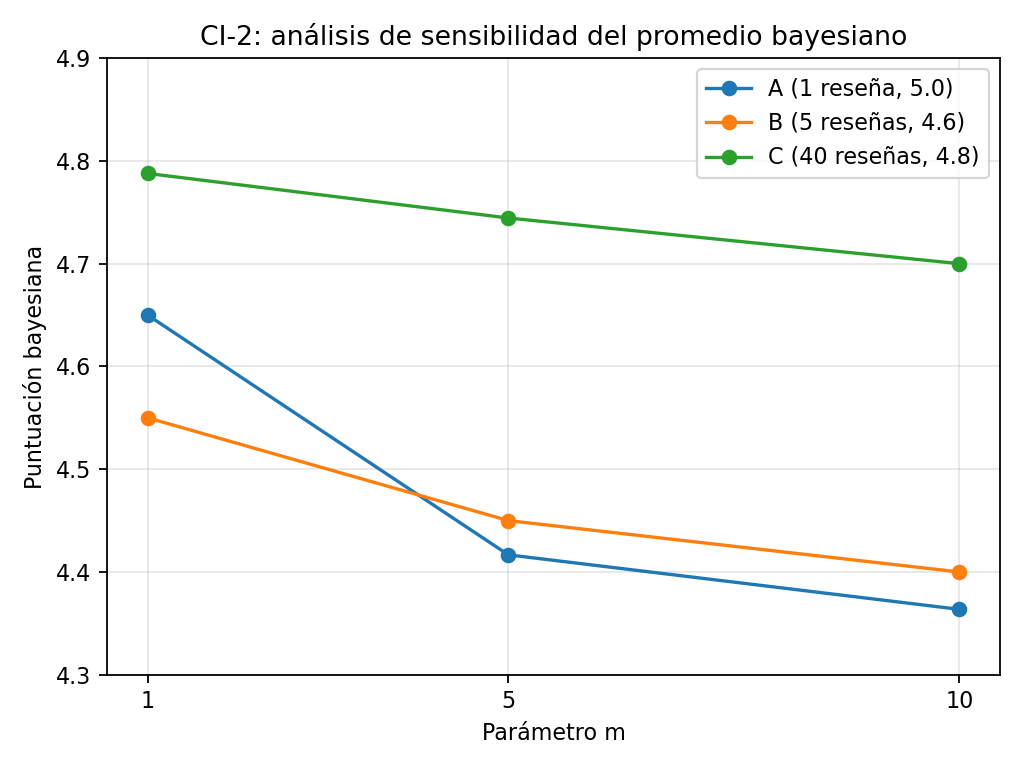 CI-2: análisis de sensibilidad del promedio bayesiano
4.9
4.8
4.7
4.6
4.5
4.4
4.3
Puntuación bayesiana
A (1 reseña, 5.0)
B (5 reseñas, 4.6)
C (40 reseñas, 4.8)
1 5 10
Parámetro m